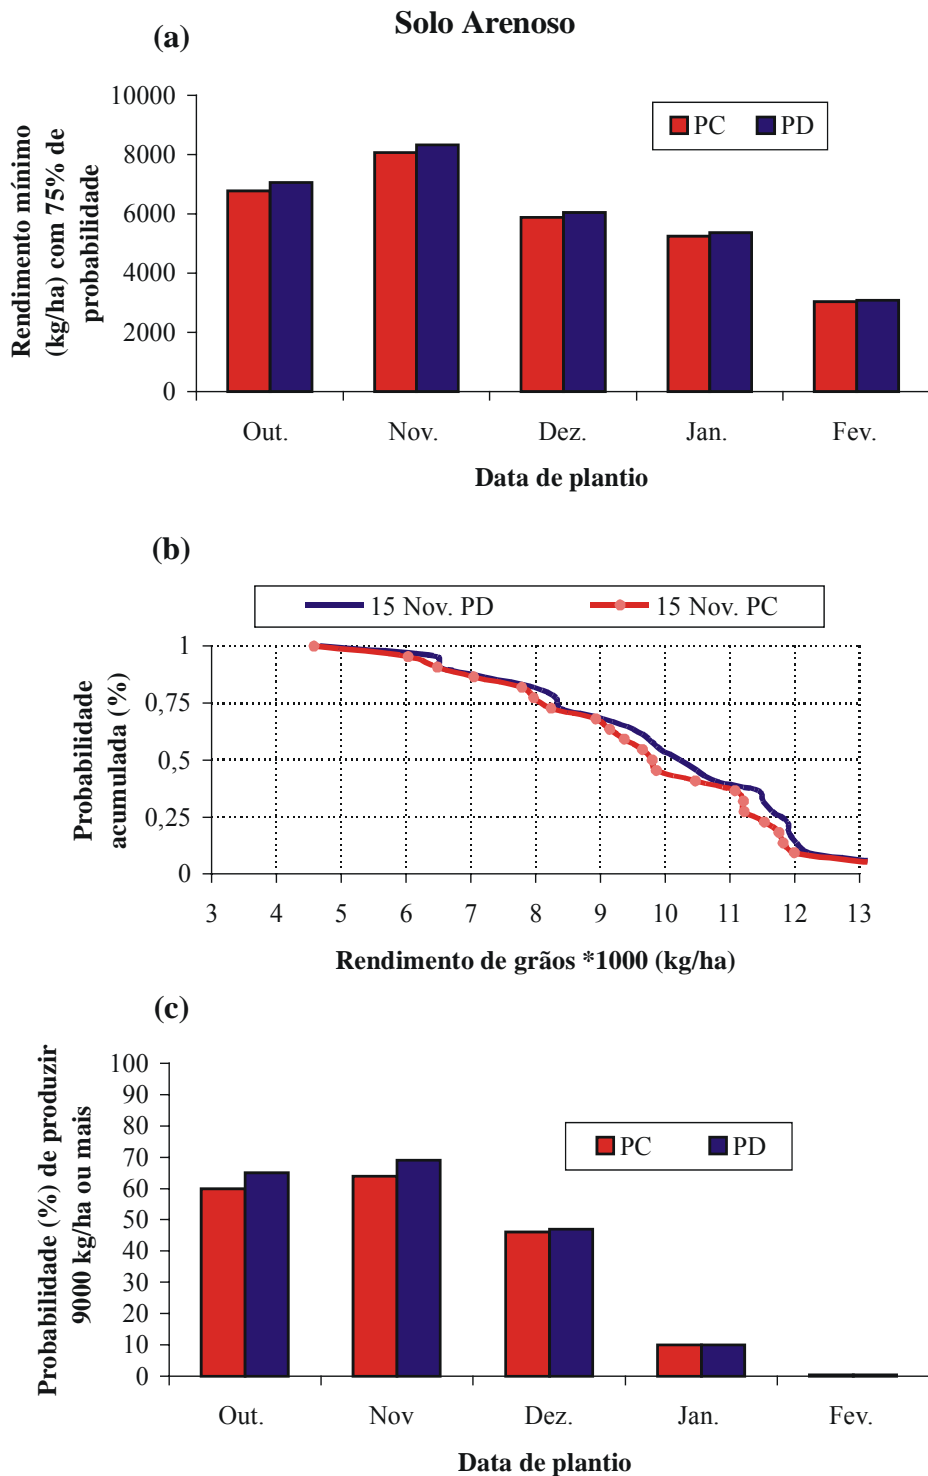 Solo Arenoso
(a)
Rendimento mínimo
(kg/ha) com 75% de
probabilidade
10000
8000
6000
4000
2000
0
PC PD
Out. Nov. Dez. Jan. Fev.
Data de plantio
(b)
15 Nov. PD 15 Nov. PC
Probabilidade
acumulada (%)
1
0,75
0,5
0,25
0
3 4 5 6 7 8 9 10 11 12 13
Rendimento de grãos *1000 (kg/ha)
(c)
Probabilidade (%) de produzir
9000 kg/ha ou mais
100
90
80
70
60
50
40
30
20
10
0
PC PD
Out. Nov Dez. Jan. Fev.
Data de plantio